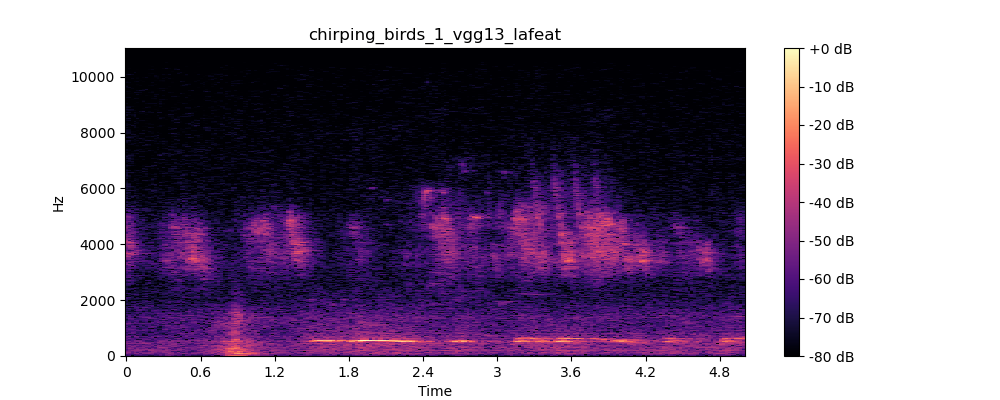 chirping_birds_1_vgg13_lafeat
Hz
10000
8000
6000
4000
2000
0
0 0.6 1.2 1.8 2.4 3 3.6 4.2 4.8
Time
+0 dB
-10 dB
-20 dB
-30 dB
-40 dB
-50 dB
-60 dB
-70 dB
-80 dB